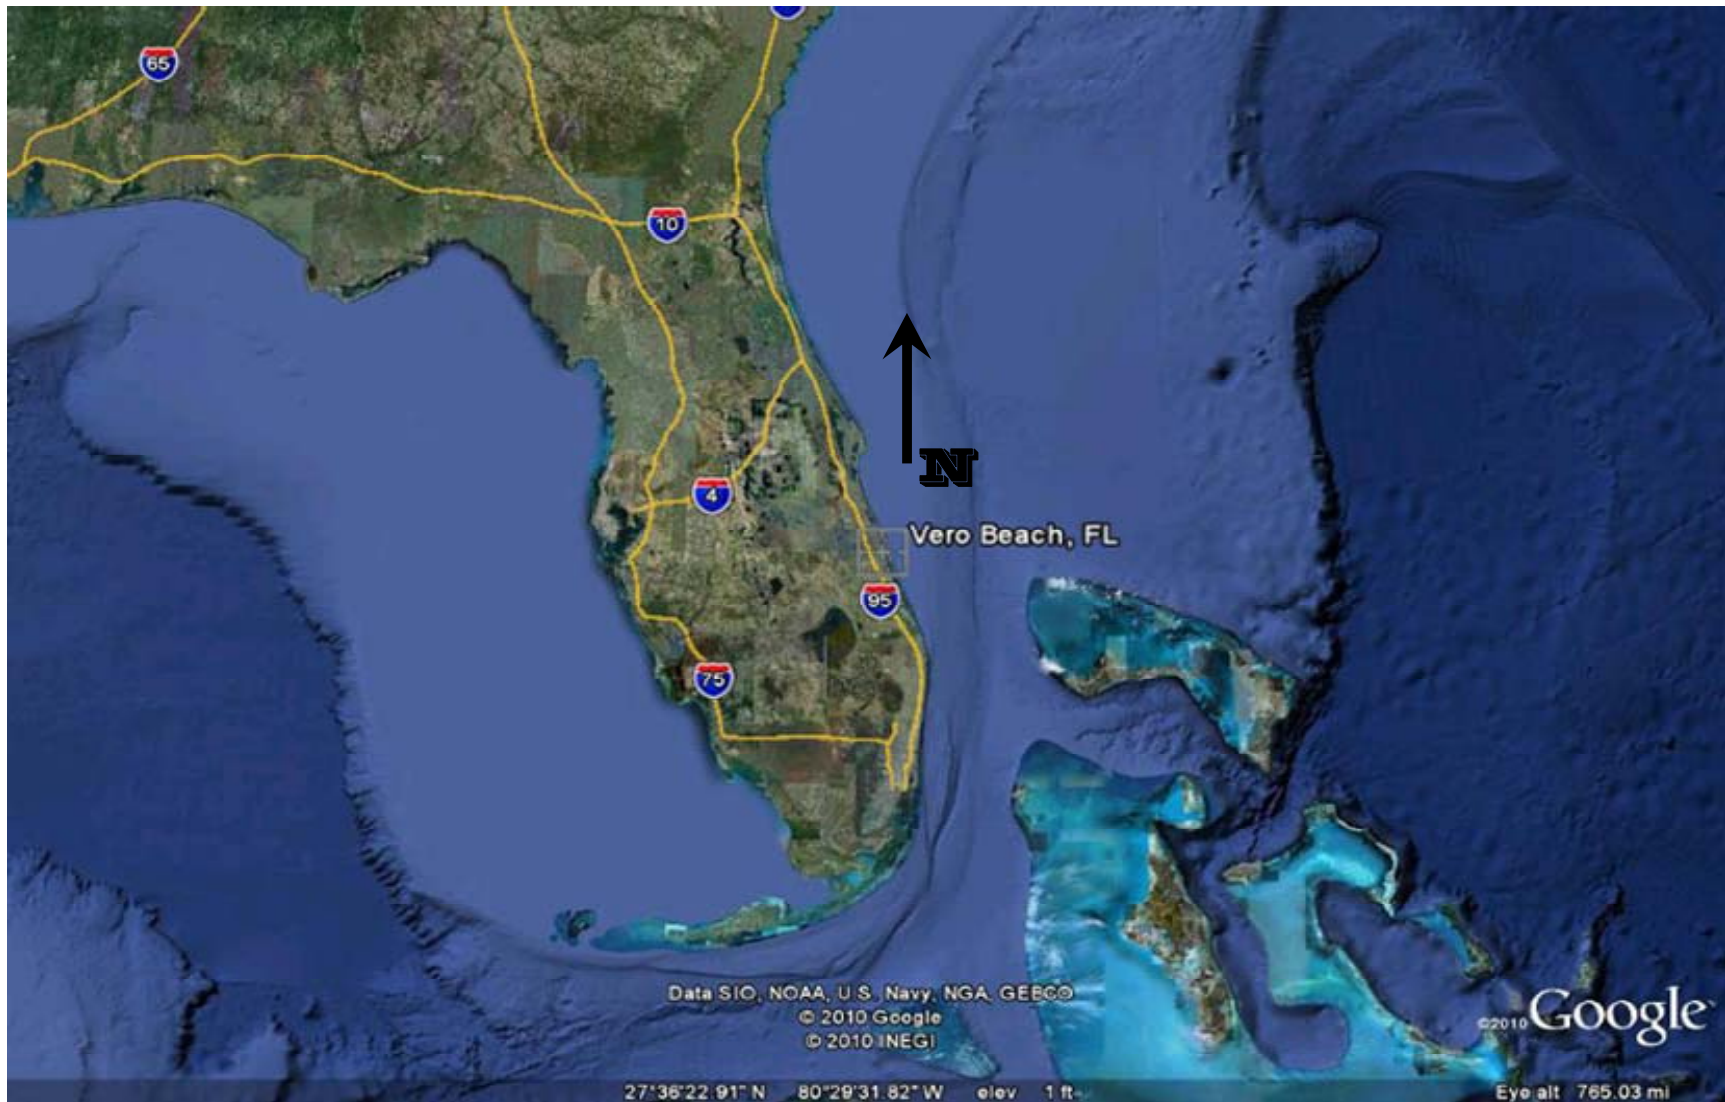 65
10
N
4
Vero Beach, FL
95
75
Data SIO, NOAA, U.S. Navy, NGA, GEBCO
© 2010 Google
© 2010 INEGI
©2010 Google
27°36'22.91" N 80°29'31.82" W elev 1 ft
Eye alt 765.03 mi